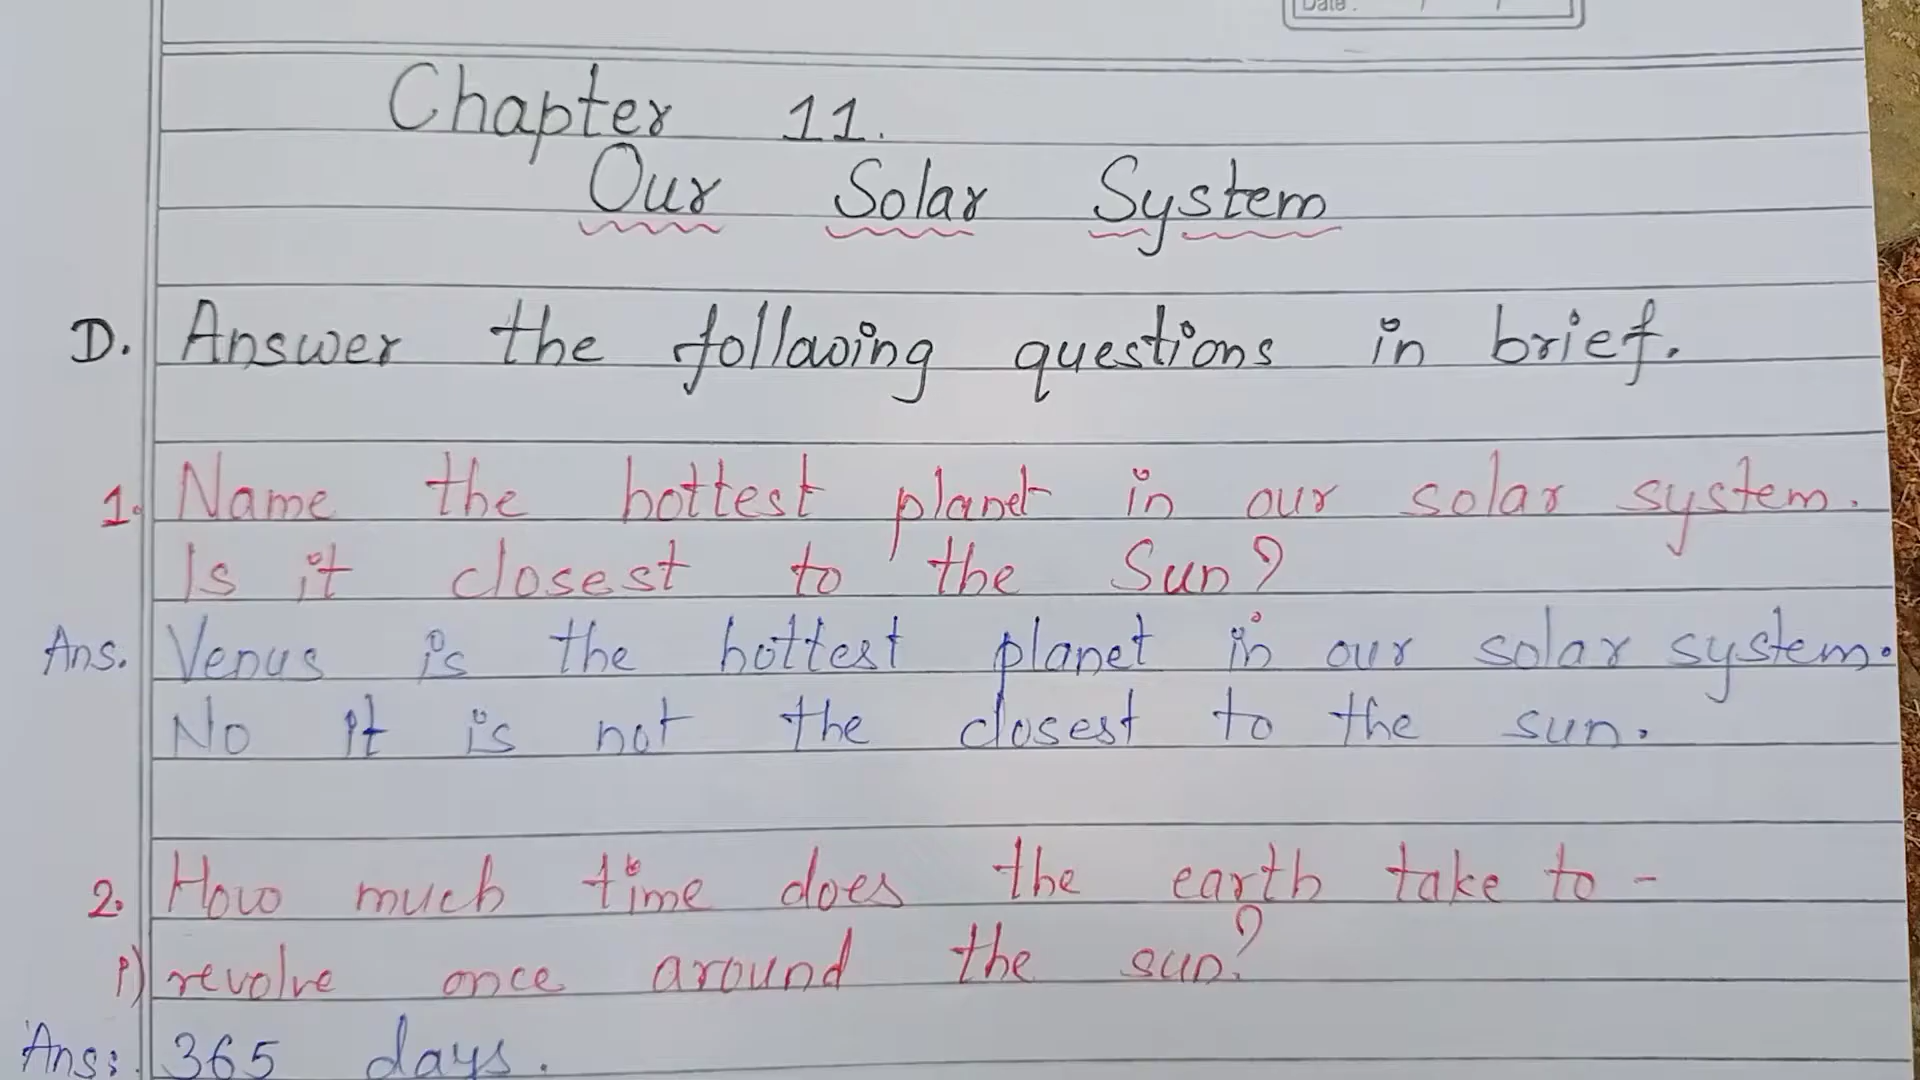 Date : / /
Chapter 11.
Our Solar System
D. Answer the following questions in brief.
1. Name the hottest planet in our solar system.
Is it closest to the Sun?
Ans. Venus is the hottest planet in our solar system.
No it is not the closest to the sun.
2. How much time does the earth take to -
i) revolve once around the sun?
Ans: 365 days.